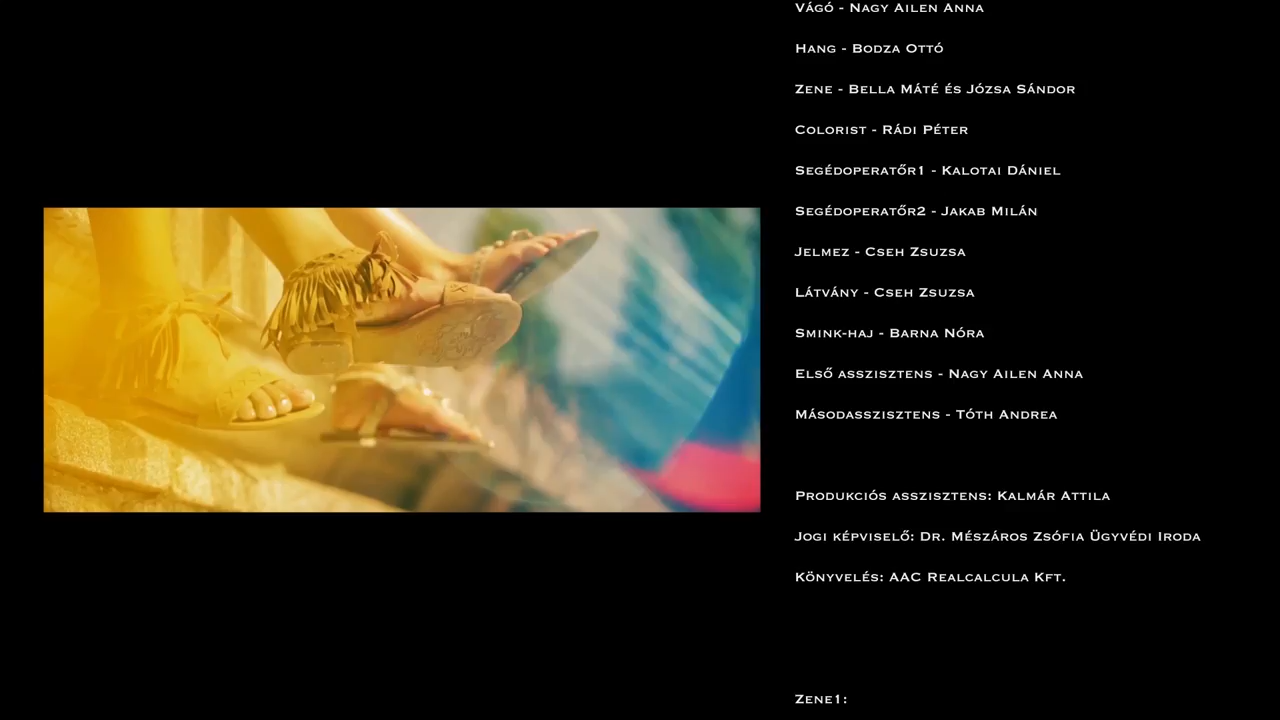 Vágó - Nagy Ailen Anna
Hang - Bodza Ottó
Zene - Bella Máté és Józsa Sándor
Colorist - Rádi Péter
Segédoperatőr1 - Kalotai Dániel
Segédoperatőr2 - Jakab Milán
Jelmez - Cseh Zsuzsa
Látvány - Cseh Zsuzsa
Smink-haj - Barna Nóra
Első asszisztens - Nagy Ailen Anna
Másodasszisztens - Tóth Andrea
Produkciós asszisztens: Kalmár Attila
Jogi képviselő: Dr. Mészáros Zsófia Ügyvédi Iroda
Könyvelés: AAC Realcalcula Kft.
Zene1: